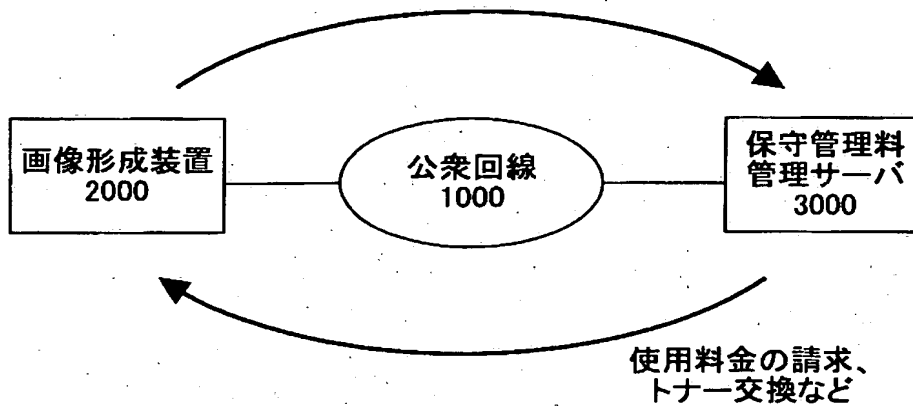 画像形成装置
2000
公衆回線
1000
保守管理料
管理サーバ
3000
使用料金の請求、
トナー交換など